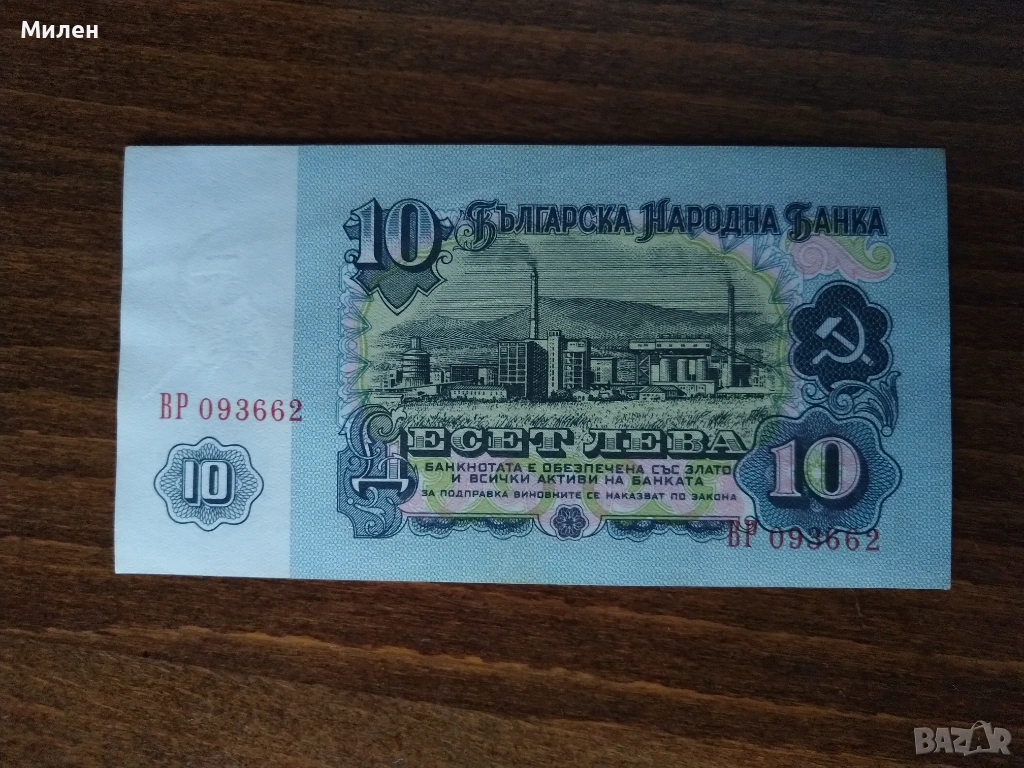 Милен
10 Българска Народна Банка
ВР 093662
10
Десет лева
10
БАНКНОТАТА Е ОБЕЗПЕЧЕНА СЪС ЗЛАТО
И ВСИЧКИ АКТИВИ НА БАНКАТА
ЗА ПОДПРАВКА ВИНОВНИТЕ СЕ НАКАЗВАТ ПО ЗАКОНА
ВР 093662
BAZAR